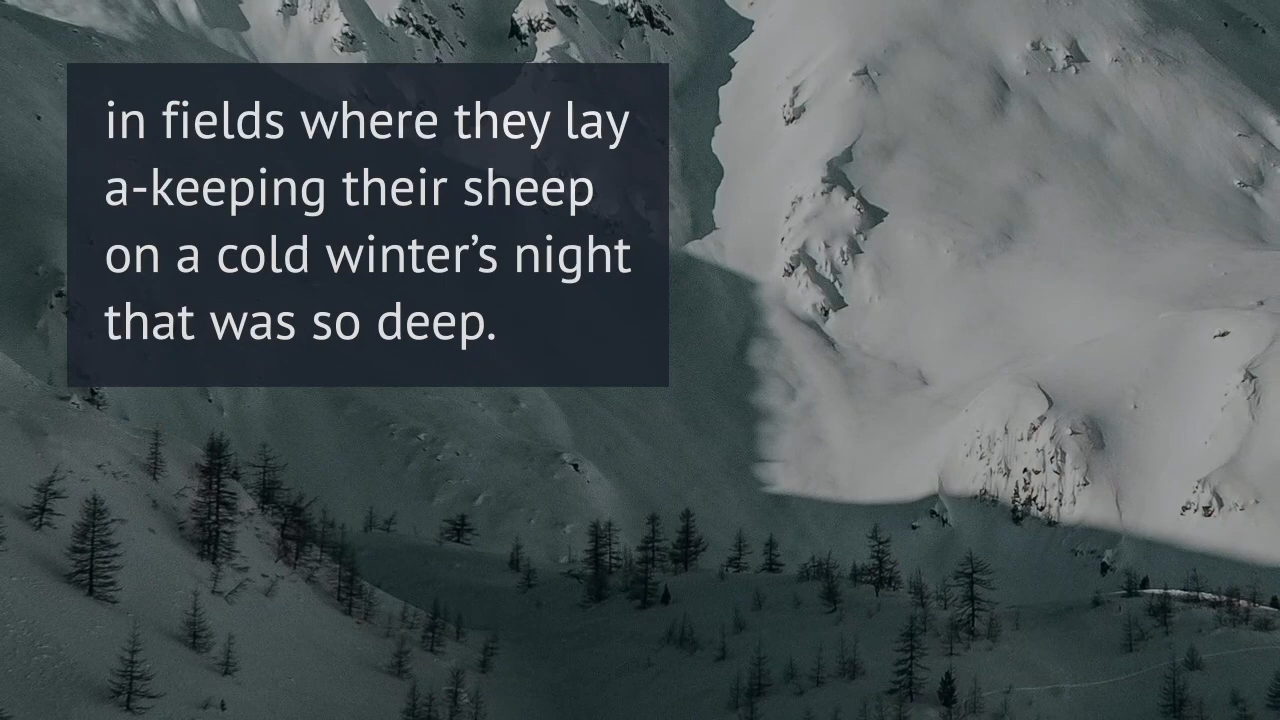 in fields where they lay
a-keeping their sheep
on a cold winter’s night
that was so deep.